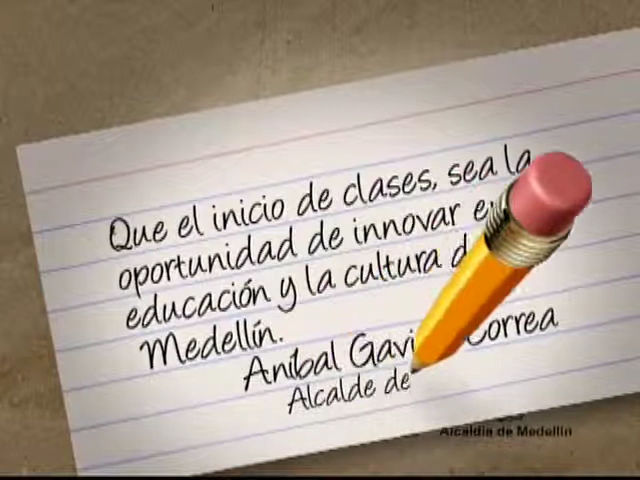 Que el inicio de clases, sea la
oportunidad de innovar e
educación y la cultura d
Medellín.
Aníbal Gavi Correa
Alcalde de
Alcaldía de Medellín